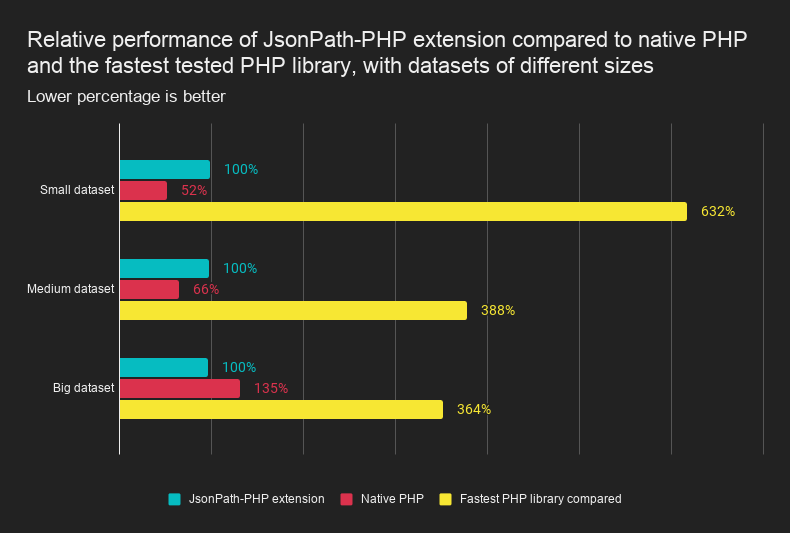 Relative performance of JsonPath-PHP extension compared to native PHP
and the fastest tested PHP library, with datasets of different sizes
Lower percentage is better
100%
Small dataset 52%
632%
100%
Medium dataset 66%
388%
100%
Big dataset 135%
364%
JsonPath-PHP extension Native PHP Fastest PHP library compared